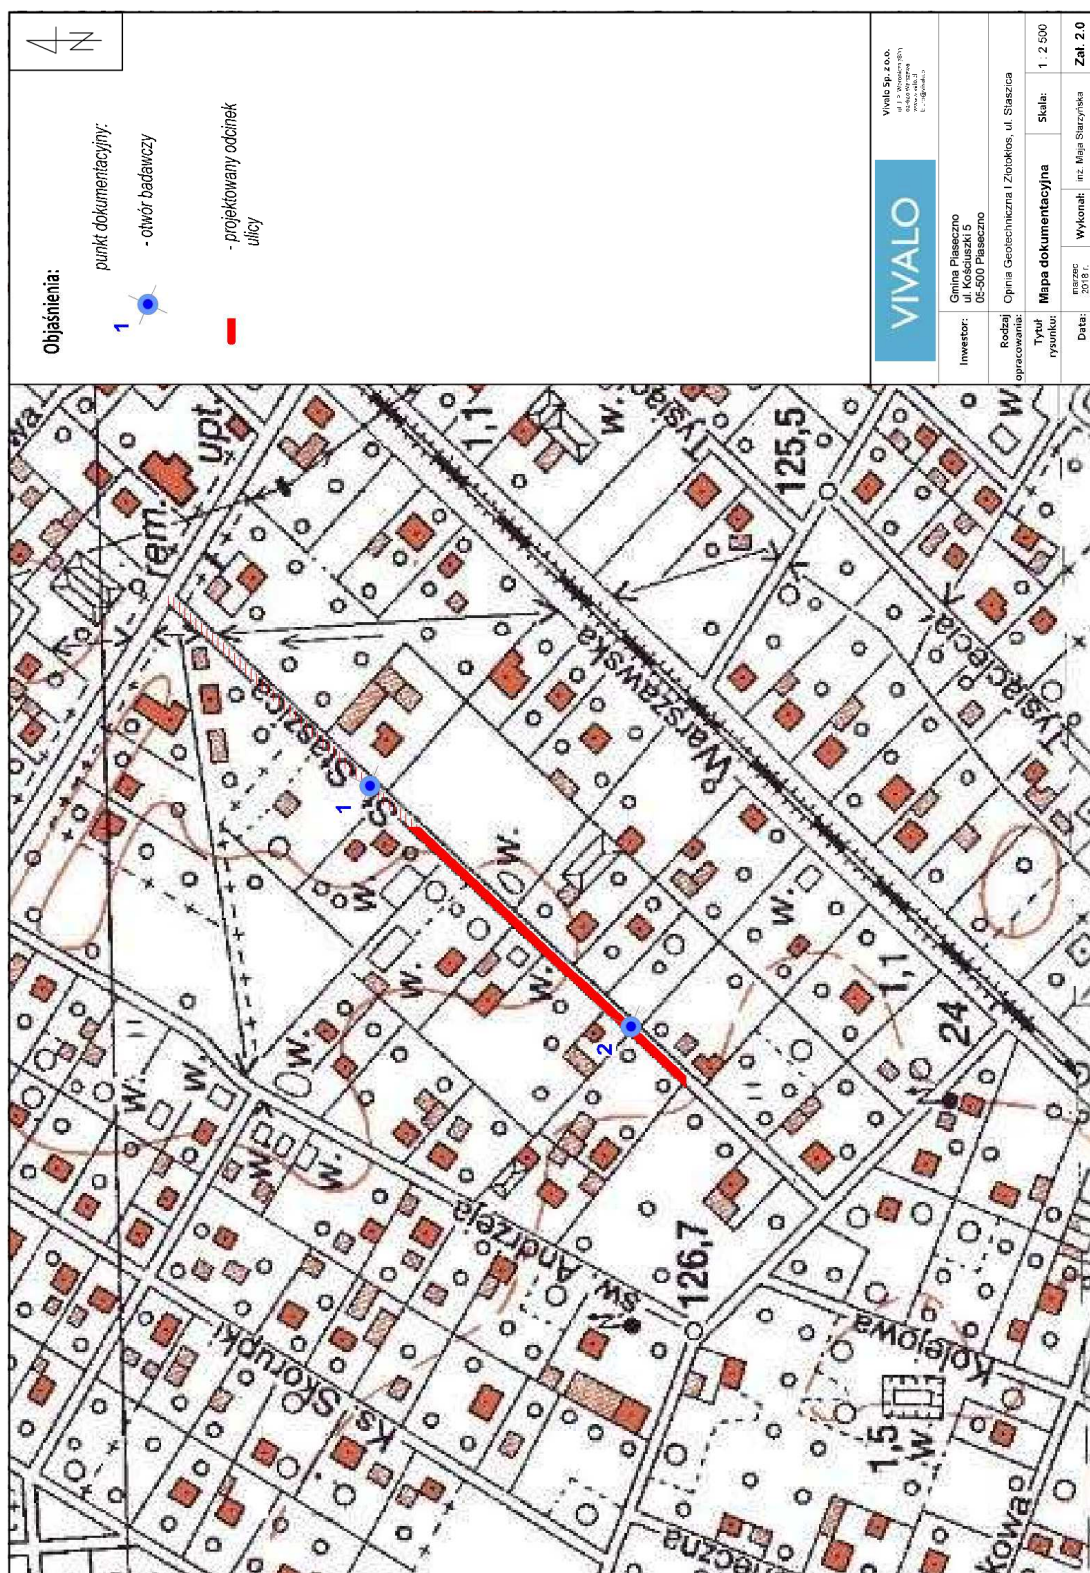 Objaśnienia:
punkt dokumentacyjny:
1
- otwór badawczy
- projektowany odcinek
ulicy
N
VIVALO
Vivalo Sp. z o.o.
Inwestor:
Gmina Piaseczno
ul. Kościuszki 5
05-500 Piaseczno
Rodzaj
opracowania:
Opinia Geotechniczna I Złotokłos, ul. Staszica
Tytuł
rysunku:
Mapa dokumentacyjna
Skala:
1 : 2 500
Data:
marzec
2018 r.
Wykonał:
inż. Maja Starzyńska
Zał. 2.0
rem.
upt.
1,1
w.
125,5
w
Staszica
S.
1
w.
w.
w.
w.
2
Warszawska
Tysiąclecia
w.
1,1
24
w.
w.
w.
w.
w.
św. Andrzeja
126,7
Ks. Skorupki
Kolejowa
1,5
w.
kowa
eczna